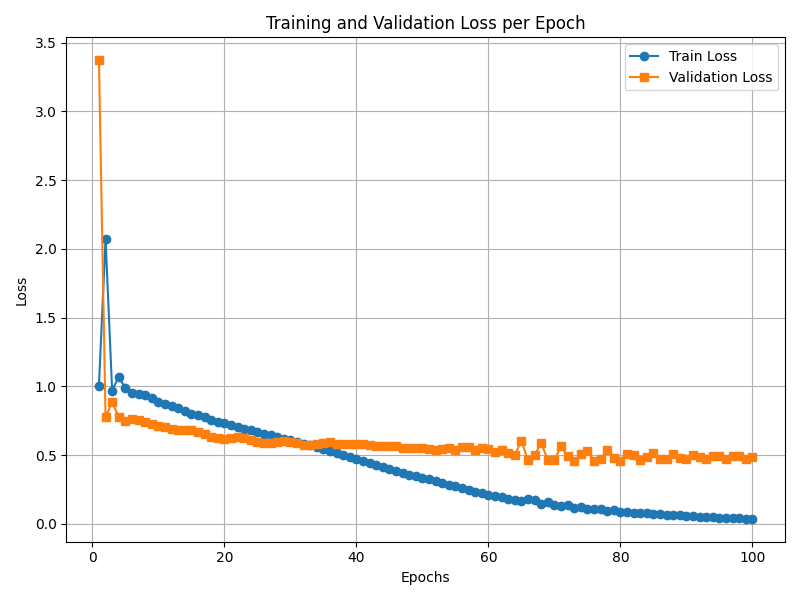 Training and Validation Loss per Epoch
Train Loss
Validation Loss
3.5
3.0
2.5
2.0
1.5
1.0
0.5
0.0
Loss
0 20 40 60 80 100
Epochs